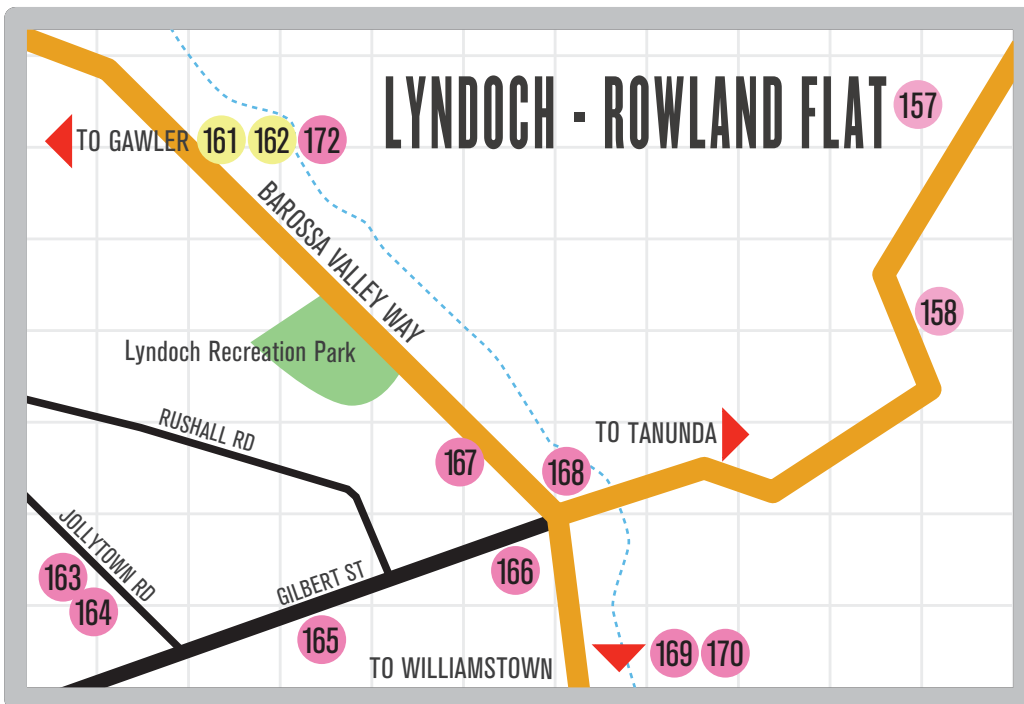 LYNDOCH - ROWLAND FLAT
157
TO GAWLER 161 162 172
BAROSSA VALLEY WAY
158
Lyndoch Recreation Park
RUSHALL RD
TO TANUNDA
167
168
JOLLYTOWN RD
163
164
GILBERT ST
166
165
TO WILLIAMSTOWN
169 170